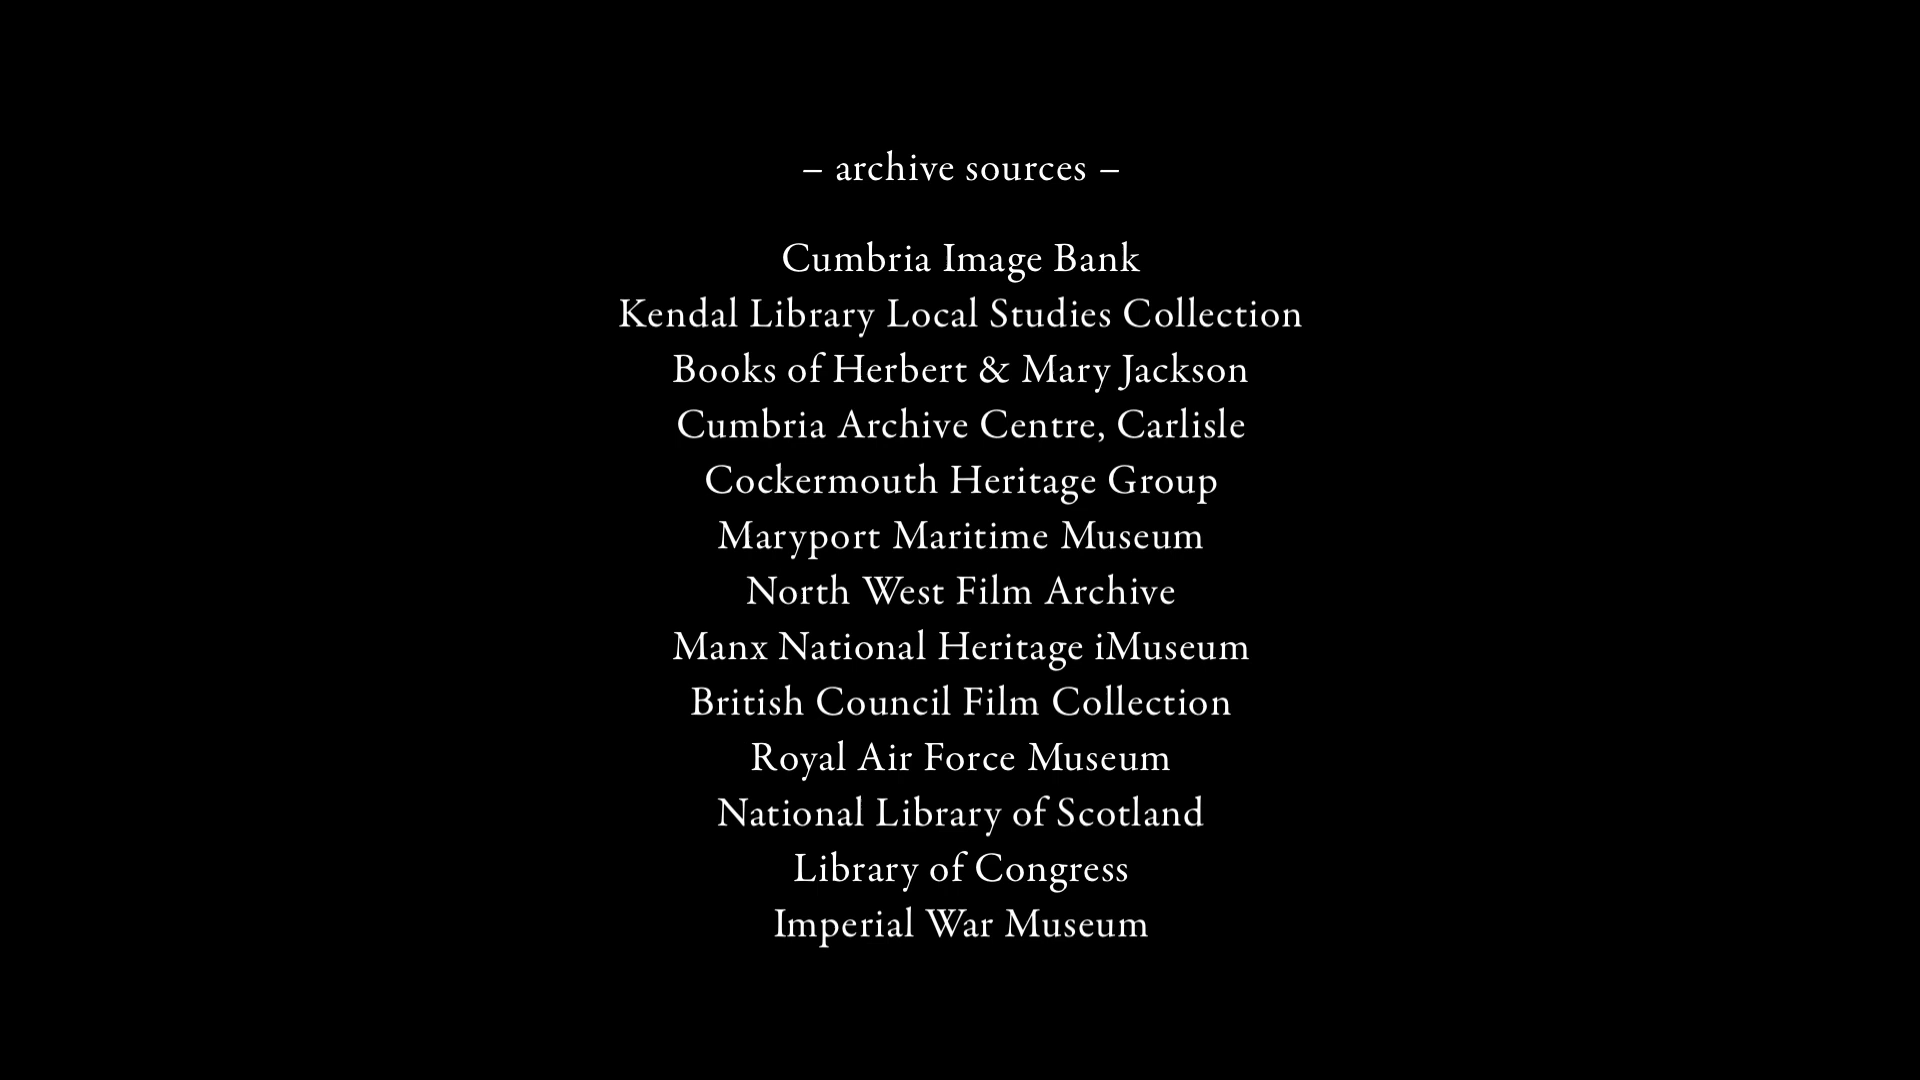 – archive sources –
Cumbria Image Bank
Kendal Library Local Studies Collection
Books of Herbert & Mary Jackson
Cumbria Archive Centre, Carlisle
Cockermouth Heritage Group
Maryport Maritime Museum
North West Film Archive
Manx National Heritage iMuseum
British Council Film Collection
Royal Air Force Museum
National Library of Scotland
Library of Congress
Imperial War Museum